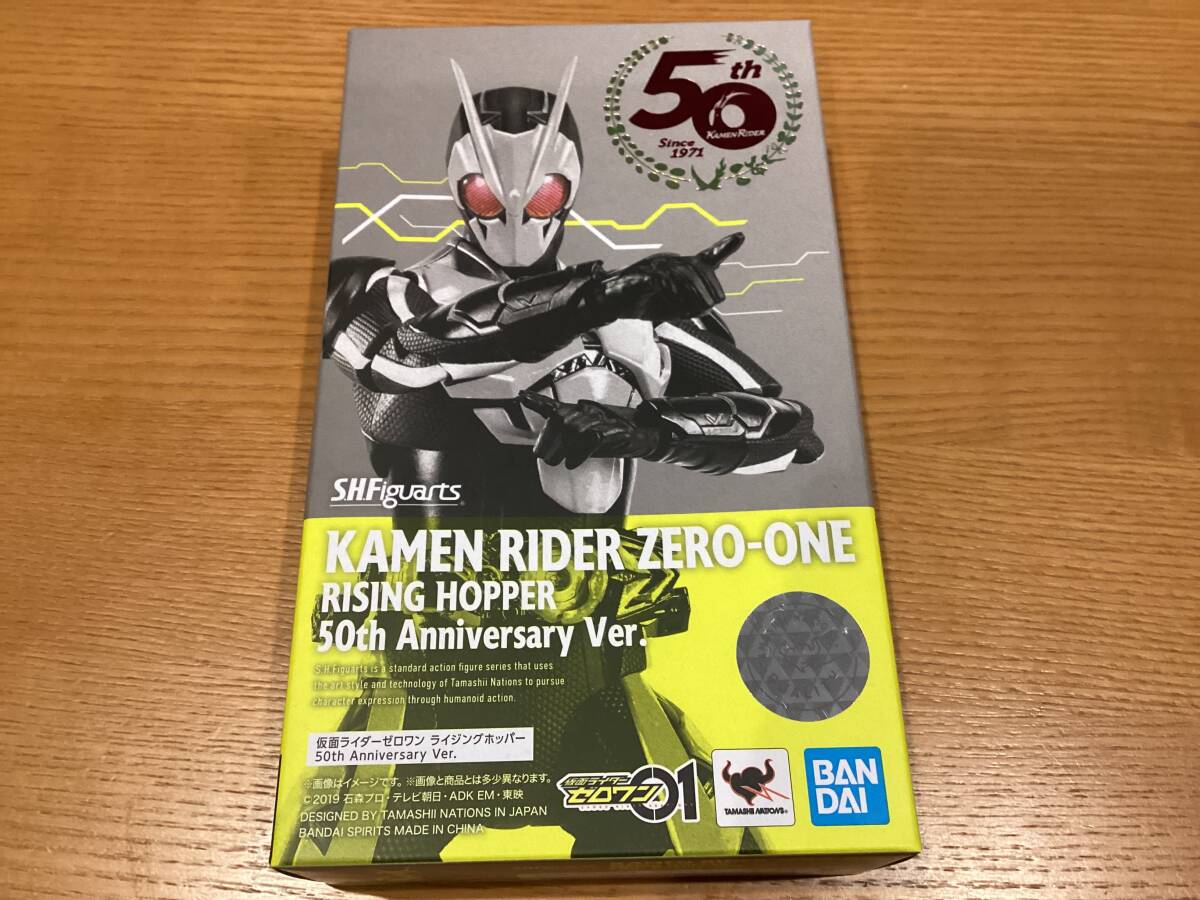 50th
KAMEN RIDER
Since
1971
S.H.Figuarts
KAMEN RIDER ZERO-ONE
RISING HOPPER
50th Anniversary Ver.
S.H.Figuarts is a standard action figure series that uses
the art style and technology of Tamashii Nations to pursue
character expression through humanoid action.
仮面ライダーゼロワン ライジングホッパー
50th Anniversary Ver.
※画像はイメージです。※画像と商品とは多少異なります。
©2019 石森プロ・テレビ朝日・ADK EM・東映
DESIGNED BY TAMASHII NATIONS IN JAPAN
BANDAI SPIRITS MADE IN CHINA
仮面ライダー
ゼロワン 01
TAMASHII NATIONS®
BAN
DAI